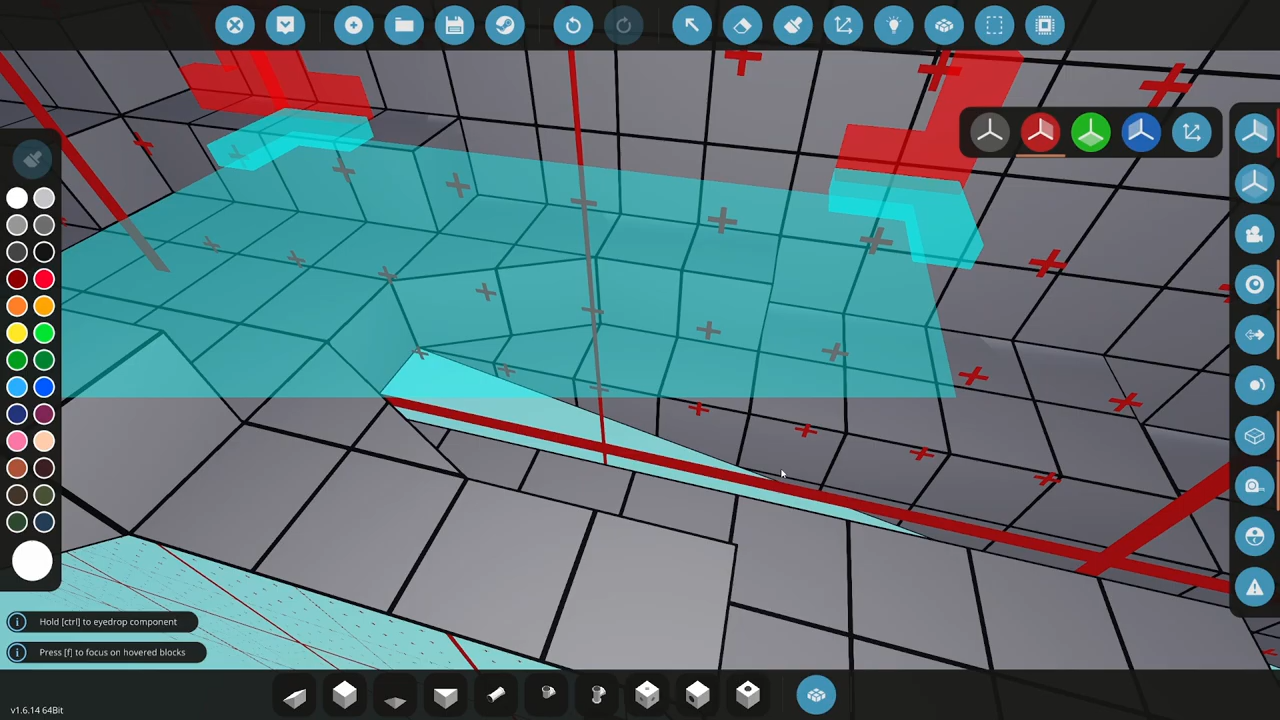 Hold [ctrl] to eyedrop component
Press [f] to focus on hovered blocks
v1.6.14 64Bit